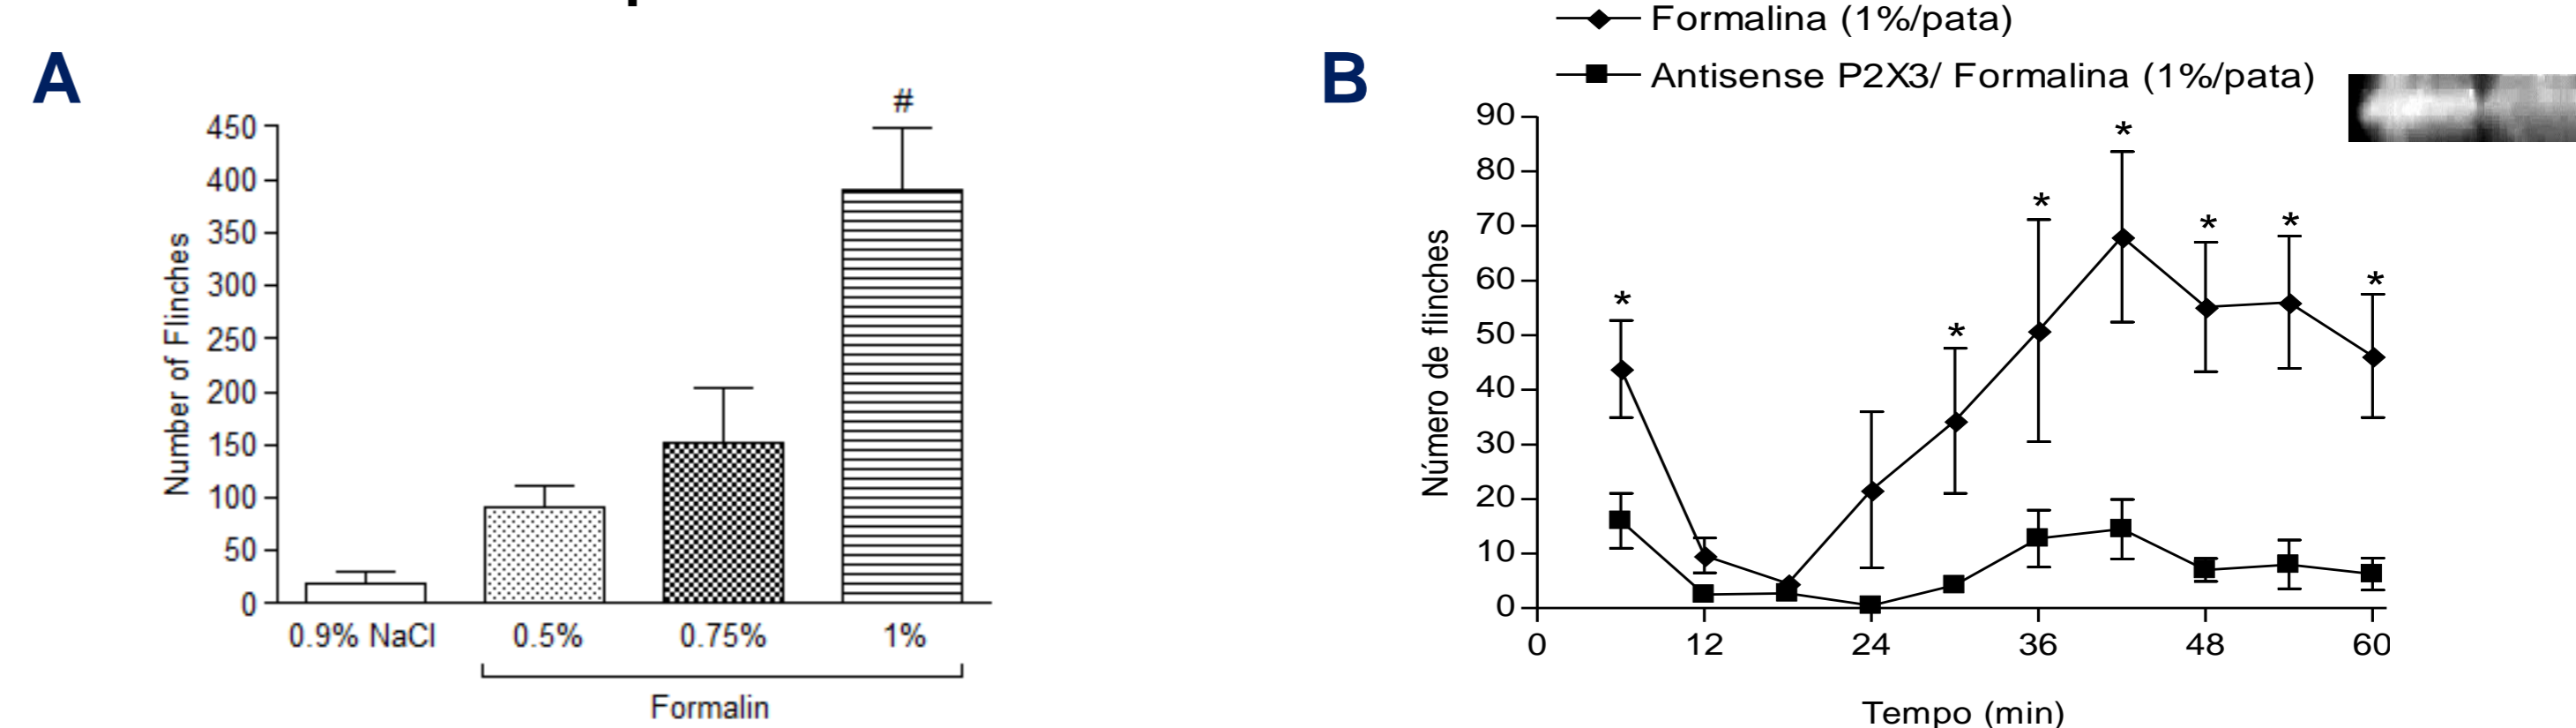 A
#
450
400
350
300
250
200
150
100
50
0
Number of Flinches
0.9% NaCl 0.5% 0.75% 1%
Formalin
B
Formalina (1%/pata)
Antisense P2X3/ Formalina (1%/pata)
90
80
70
60
50
40
30
20
10
0
Número de flinches
* * * * * * *
0 12 24 36 48 60
Tempo (min)